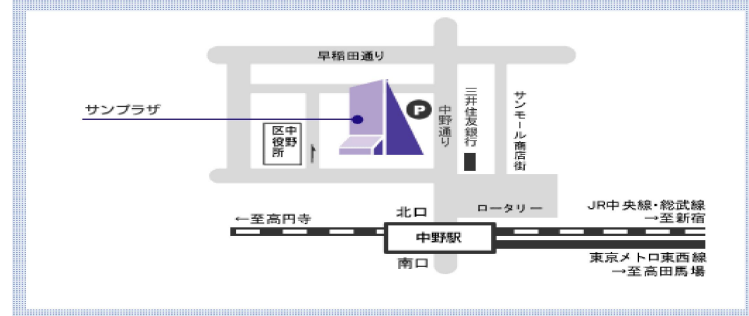 早稲田通り
サンプラザ
P
中野通り
三井住友銀行
サンモール商店街
中野
区役所
北口
ロータリー
JR中央線・総武線
→至新宿
←至高円寺
中野駅
南口
東京メトロ東西線
→至高田馬場